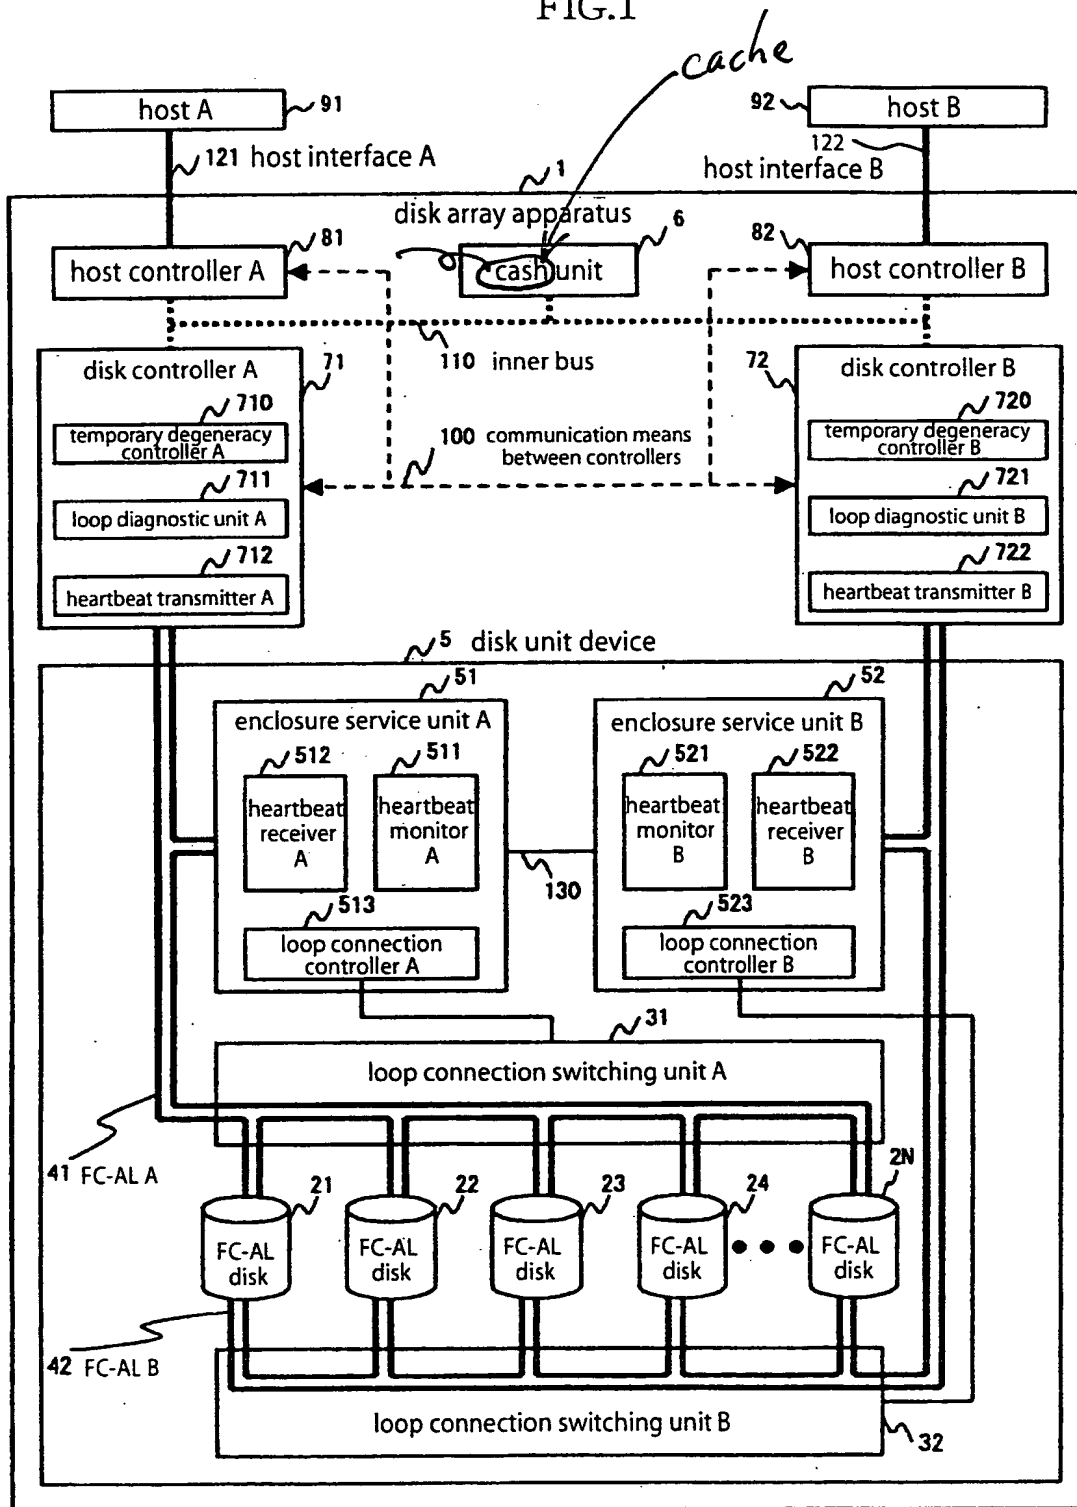 FIG.1
cache
host A
91
92
host B
121 host interface A
122
host interface B
1
disk array apparatus
81
6
82
host controller A
cash unit
host controller B
110 inner bus
disk controller A
71
72
disk controller B
710
temporary degeneracy
controller A
720
temporary degeneracy
controller B
100 communication means
between controllers
711
loop diagnostic unit A
721
loop diagnostic unit B
712
heartbeat transmitter A
722
heartbeat transmitter B
5 disk unit device
51
52
enclosure service unit A
enclosure service unit B
512
511
521
522
heartbeat
receiver
A
heartbeat
monitor
A
heartbeat
monitor
B
heartbeat
receiver
B
130
513
523
loop connection
controller A
loop connection
controller B
31
loop connection switching unit A
41 FC-AL A
21
22
23
24
2N
FC-AL
disk
FC-AL
disk
FC-AL
disk
FC-AL
disk
FC-AL
disk
42 FC-AL B
loop connection switching unit B
32